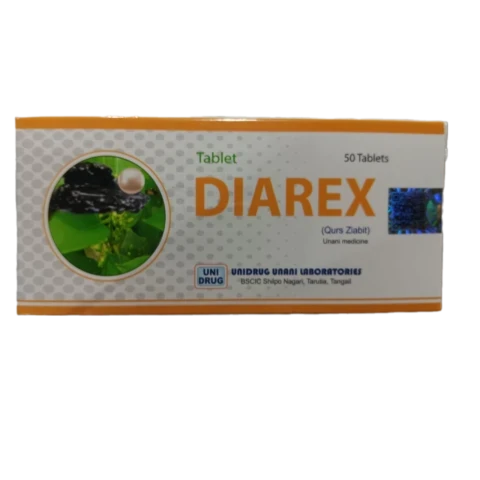 Tablet
50 Tablets
DIAREX
(Qurs Ziabit)
Unani medicine
UNI
DRUG
UNIDRUG UNANI LABORATORIES
BSCIC Shilpo Nagari, Tarutia, Tangail